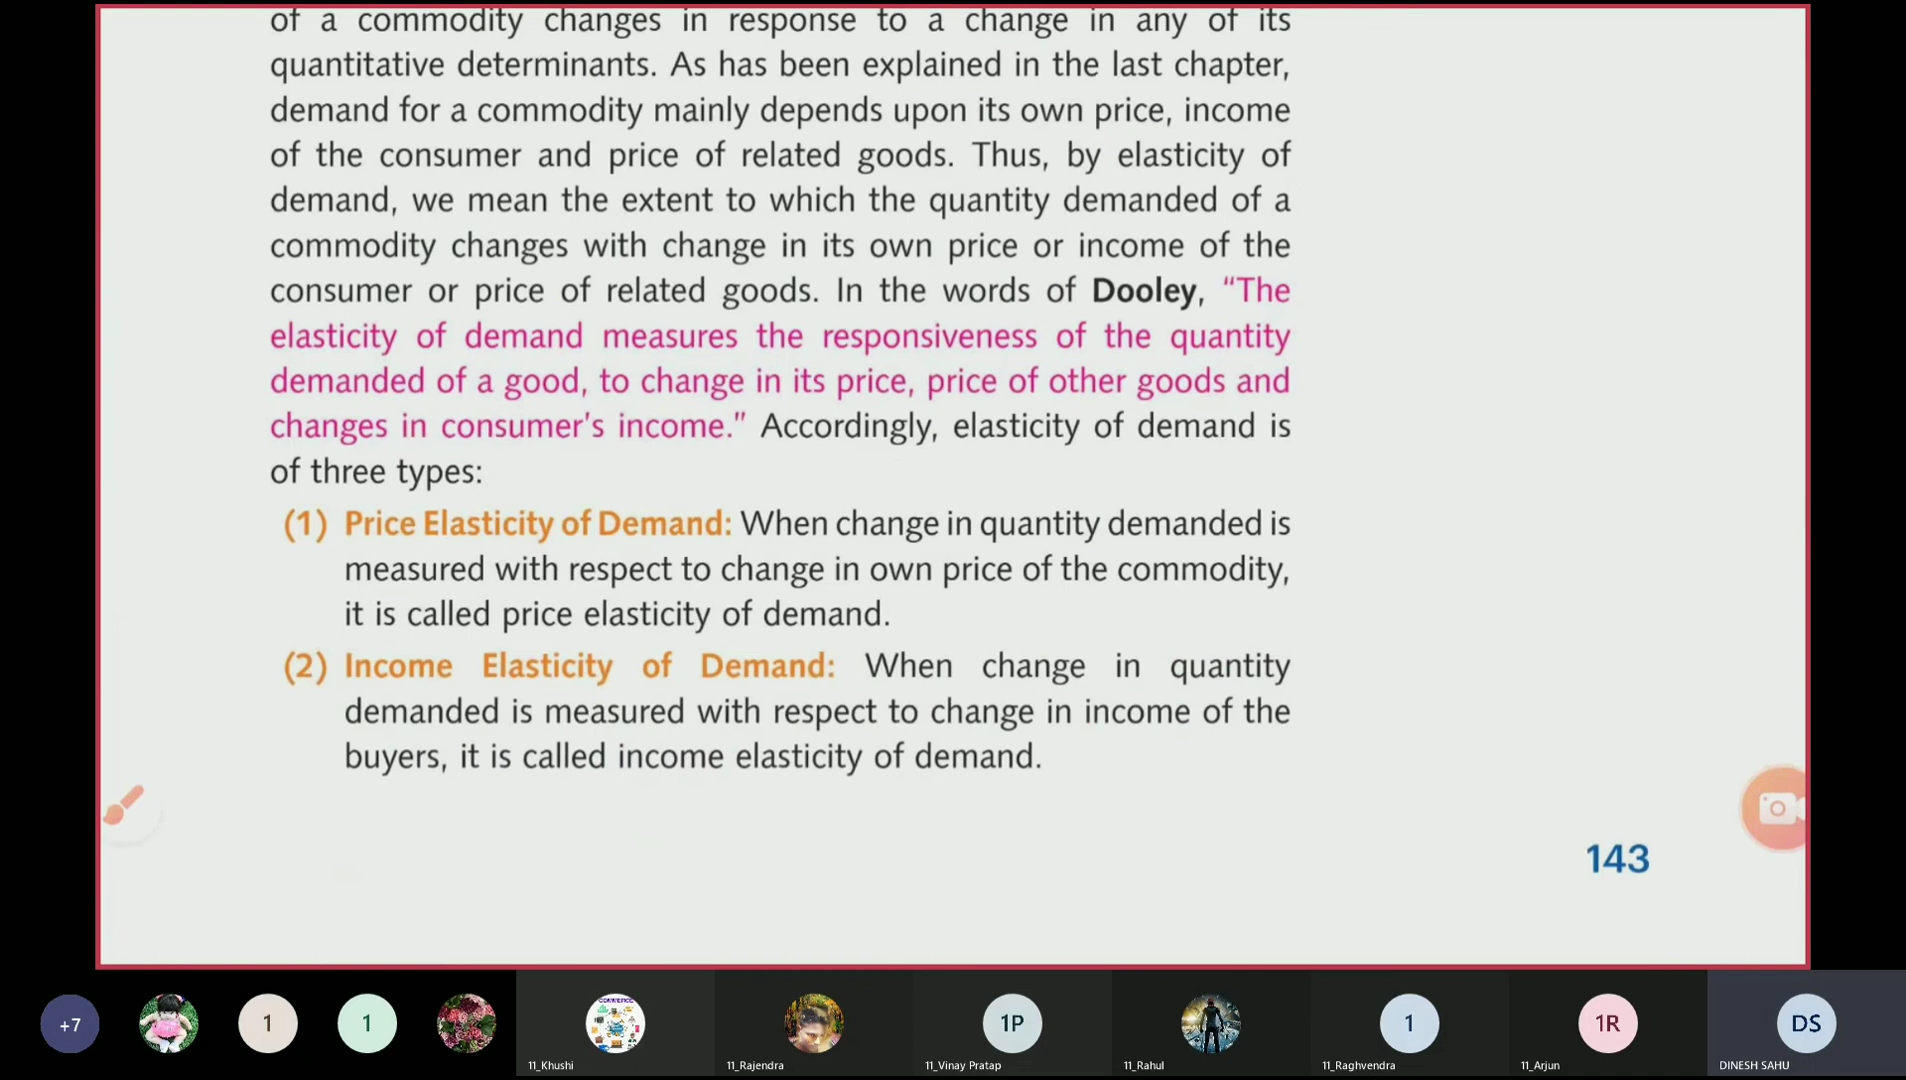 of a commodity changes in response to a change in any of its
quantitative determinants. As has been explained in the last chapter,
demand for a commodity mainly depends upon its own price, income
of the consumer and price of related goods. Thus, by elasticity of
demand, we mean the extent to which the quantity demanded of a
commodity changes with change in its own price or income of the
consumer or price of related goods. In the words of Dooley, “The
elasticity of demand measures the responsiveness of the quantity
demanded of a good, to change in its price, price of other goods and
changes in consumer’s income.” Accordingly, elasticity of demand is
of three types:
(1) Price Elasticity of Demand: When change in quantity demanded is
measured with respect to change in own price of the commodity,
it is called price elasticity of demand.
(2) Income Elasticity of Demand: When change in quantity
demanded is measured with respect to change in income of the
buyers, it is called income elasticity of demand.
143
+7
1
1
COMMERCE
1P
1
1R
DS
11_Khushi
11_Rajendra
11_Vinay Pratap
11_Rahul
11_Raghvendra
11_Arjun
DINESH SAHU